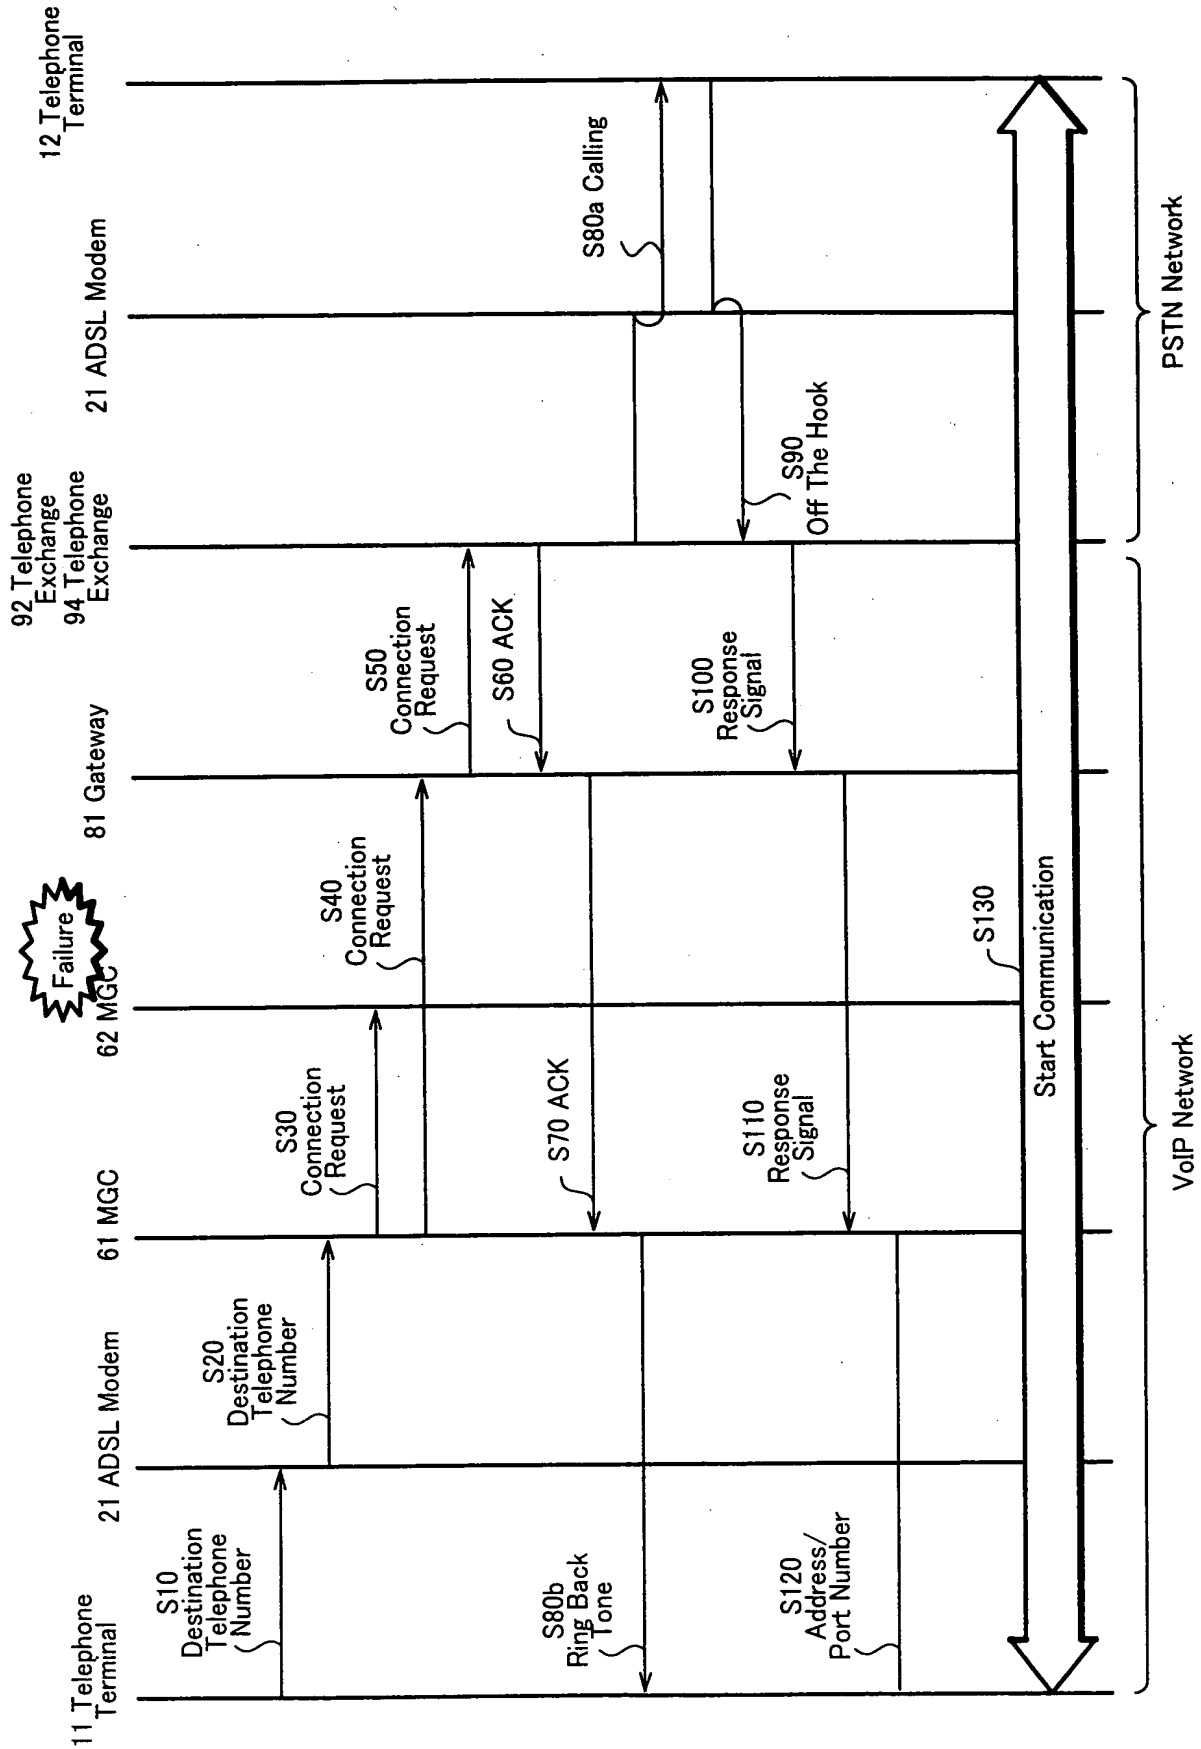 11 Telephone
Terminal
21 ADSL Modem
61 MGC
62 MGC
Failure
81 Gateway
92 Telephone
Exchange
94 Telephone
Exchange
21 ADSL Modem
12 Telephone
Terminal
S10
Destination
Telephone
Number
S20
Destination
Telephone
Number
S30
Connection
Request
S40
Connection
Request
S50
Connection
Request
S60 ACK
S70 ACK
S80a Calling
S80b
Ring Back
Tone
S90
Off The Hook
S100
Response
Signal
S110
Response
Signal
S120
Address/
Port Number
S130
Start Communication
VoIP Network
PSTN Network